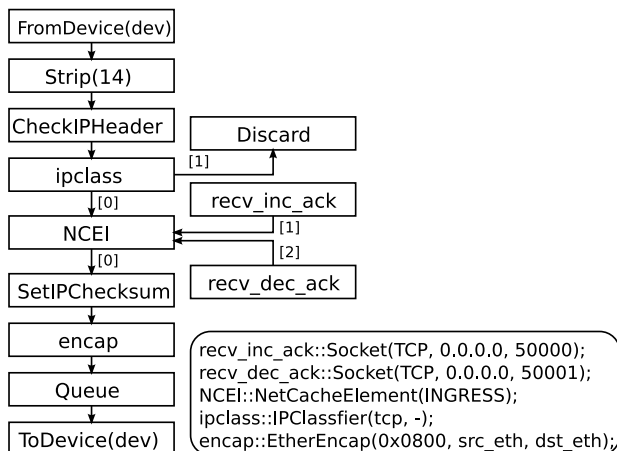 FromDevice(dev)
Strip(14)
CheckIPHeader
Discard
[1]
ipclass
[0]
recv_inc_ack
[1]
NCEI
[2]
[0]
recv_dec_ack
SetIPChecksum
encap
Queue
ToDevice(dev)
recv_inc_ack::Socket(TCP, 0.0.0.0, 50000);
recv_dec_ack::Socket(TCP, 0.0.0.0, 50001);
NCEI::NetCacheElement(INGRESS);
ipclass::IPClassfier(tcp, -);
encap::EtherEncap(0x0800, src_eth, dst_eth);